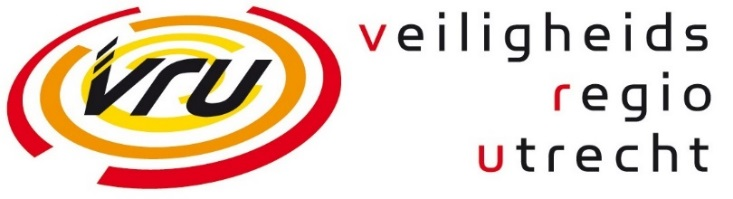 vru
veiligheids
regio
utrecht